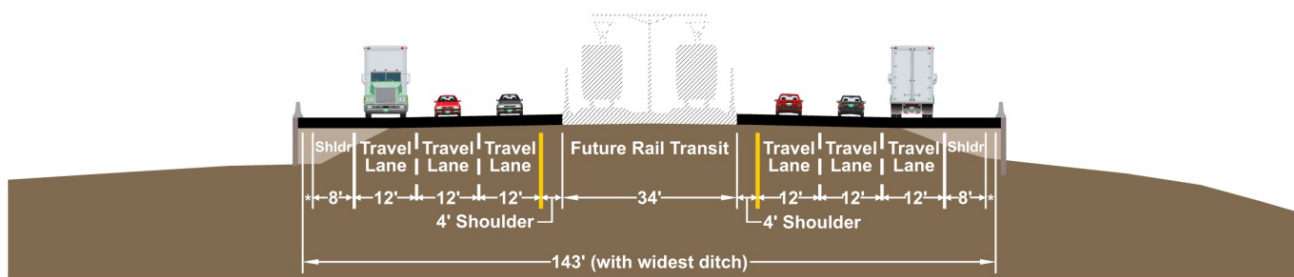 Shldr Travel Lane Travel Lane Travel Lane Future Rail Transit Travel Lane Travel Lane Travel Lane Shldr
* 8' 12' 12' 12' 34' 12' 12' 12' 8' *
4' Shoulder 4' Shoulder
143' (with widest ditch)